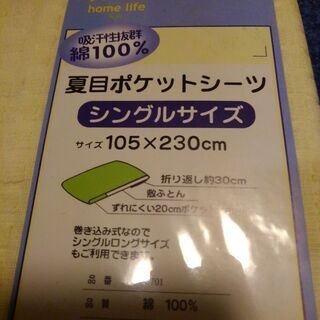 home life
吸汗性抜群
綿100%
夏目ポケットシーツ
シングルサイズ
サイズ 105×230cm
折り返し約30cm
敷ふとん
ずれにくい20cmポケット
巻き込み式なので
シングルロングサイズ
もご利用できます。
品番 701
品質 綿 100%